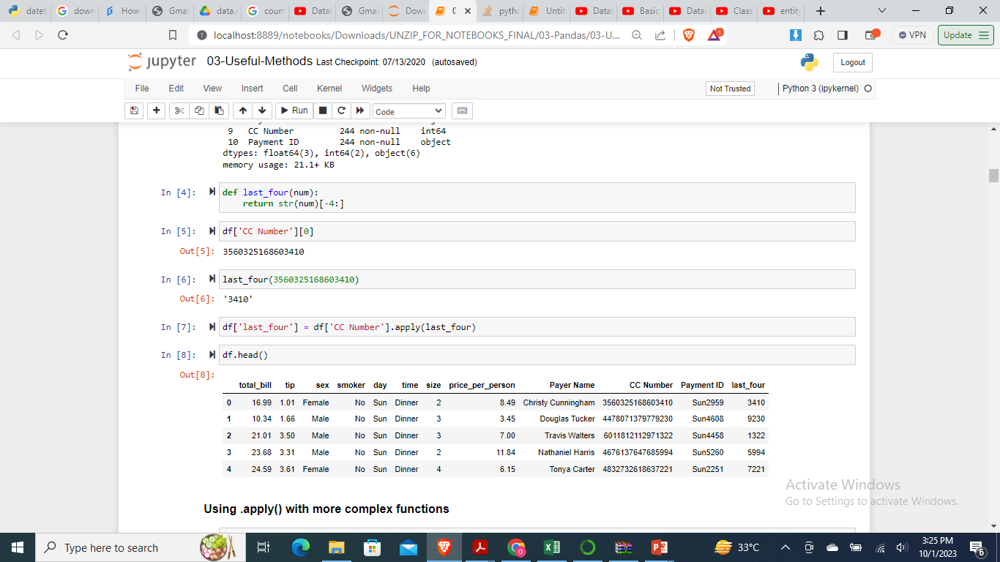 datet
down
How
Gmai
data.c
coun
Datal
Gmai
Down
pytho
Untit
Datal
Basic
Datal
Class
entity
localhost:8889/notebooks/Downloads/UNZIP_FOR_NOTEBOOKS_FINAL/03-Pandas/03-U...
1
VPN
Update
jupyter 03-Useful-Methods Last Checkpoint: 07/13/2020 (autosaved)
Logout
File Edit View Insert Cell Kernel Widgets Help
Not Trusted
Python 3 (ipykernel)
Run
Code
9 CC Number 244 non-null int64
10 Payment ID 244 non-null object
dtypes: float64(3), int64(2), object(6)
memory usage: 21.1+ KB
In [4]: def last_four(num):
return str(num)[-4:]
In [5]: df['CC Number'][0]
Out[5]: 3560325168603410
In [6]: last_four(3560325168603410)
Out[6]: '3410'
In [7]: df['last_four'] = df['CC Number'].apply(last_four)
In [8]: df.head()
Out[8]:
total_bill tip sex smoker day time size price_per_person Payer Name CC Number Payment ID last_four
0 16.99 1.01 Female No Sun Dinner 2 8.49 Christy Cunningham 3560325168603410 Sun2959 3410
1 10.34 1.66 Male No Sun Dinner 3 3.45 Douglas Tucker 4478071379779230 Sun4608 9230
2 21.01 3.50 Male No Sun Dinner 3 7.00 Travis Walters 6011812112971322 Sun4458 1322
3 23.68 3.31 Male No Sun Dinner 2 11.84 Nathaniel Harris 4676137647685994 Sun5260 5994
4 24.59 3.61 Female No Sun Dinner 4 6.15 Tonya Carter 4832732618637221 Sun2251 7221
Using .apply() with more complex functions
Activate Windows
Go to Settings to activate Windows.
Type here to search
33°C
3:25 PM
10/1/2023
6